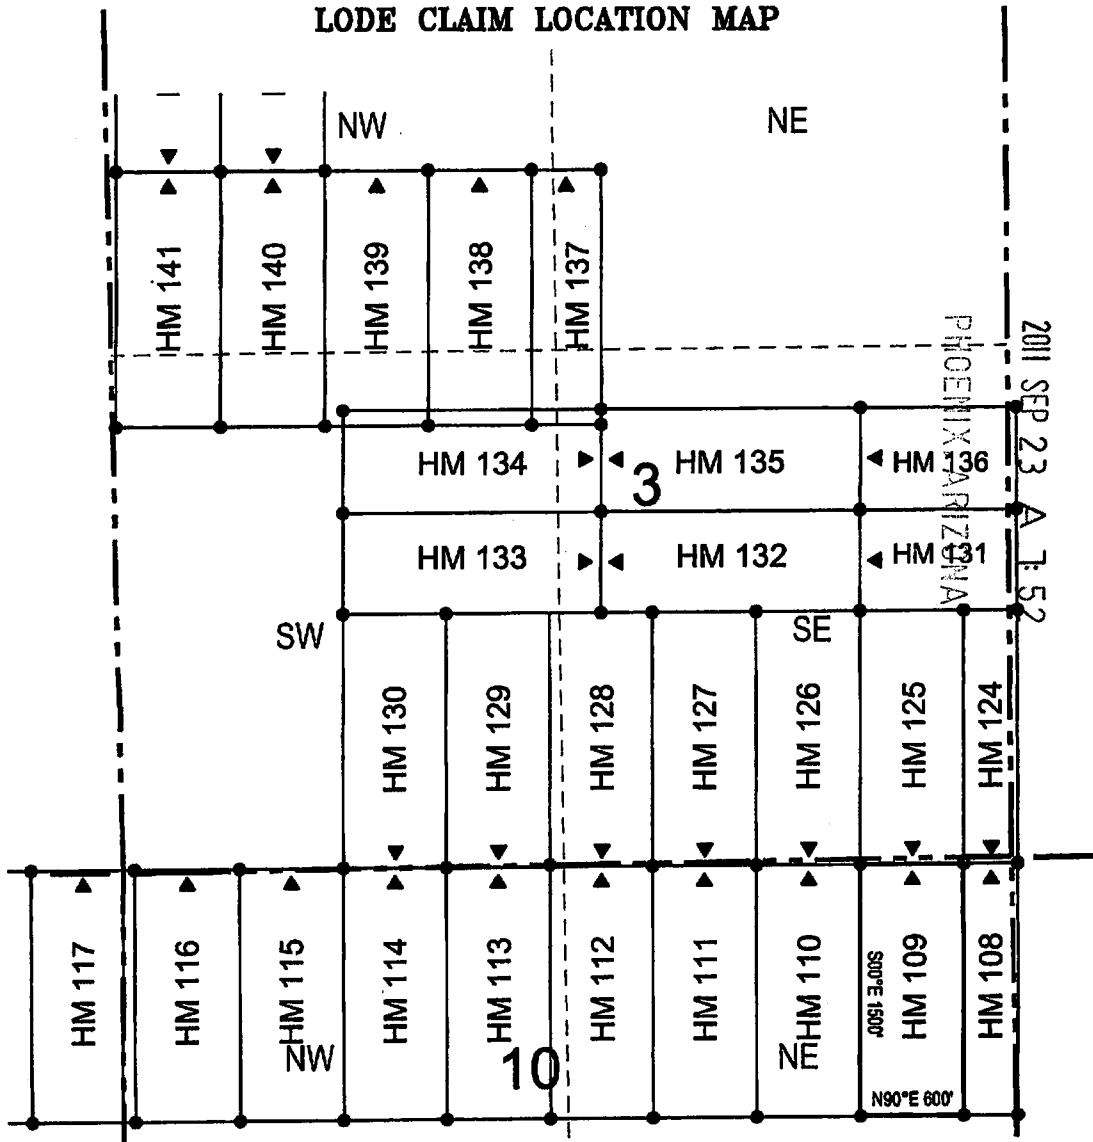 LODE CLAIM LOCATION MAP
NW
NE
HM 141
HM 140
HM 139
HM 138
HM 137
2011 SEP 23 A 7:52
PHOENIX ARIZONA
HM 134
HM 135
HM 136
3
HM 133
HM 132
HM 131
SW
SE
HM 130
HM 129
HM 128
HM 127
HM 126
HM 125
HM 124
HM 117
HM 116
HM 115
HM 114
HM 113
HM 112
HM 111
HM 110
S00°E 1500'
HM 109
HM 108
NW
10
NE
N90°E 600'